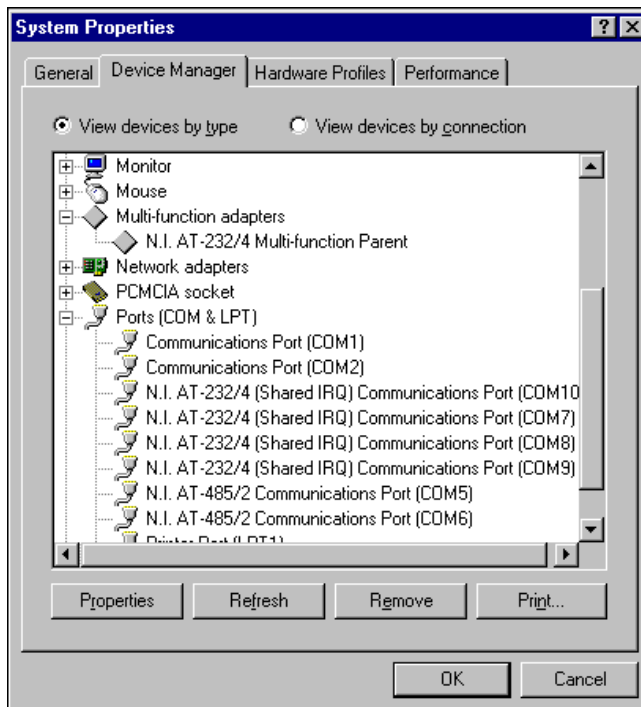 System Properties
General Device Manager Hardware Profiles Performance
View devices by type View devices by connection
Monitor
Mouse
Multi-function adapters
N.I. AT-232/4 Multi-function Parent
Network adapters
PCMCIA socket
Ports (COM & LPT)
Communications Port (COM1)
Communications Port (COM2)
N.I. AT-232/4 (Shared IRQ) Communications Port (COM10
N.I. AT-232/4 (Shared IRQ) Communications Port (COM7)
N.I. AT-232/4 (Shared IRQ) Communications Port (COM8)
N.I. AT-232/4 (Shared IRQ) Communications Port (COM9)
N.I. AT-485/2 Communications Port (COM5)
N.I. AT-485/2 Communications Port (COM6)
Printer Port (LPT1)
Properties Refresh Remove Print...
OK Cancel